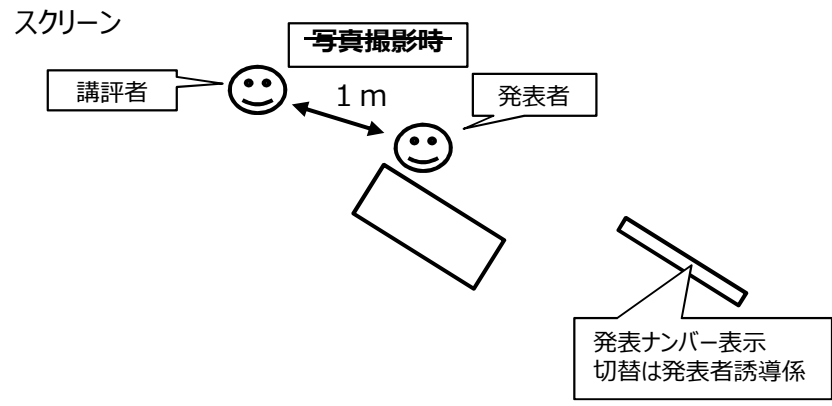 スクリーン
写真撮影時
講評者
1m
発表者
発表ナンバー表示
切替は発表者誘導係